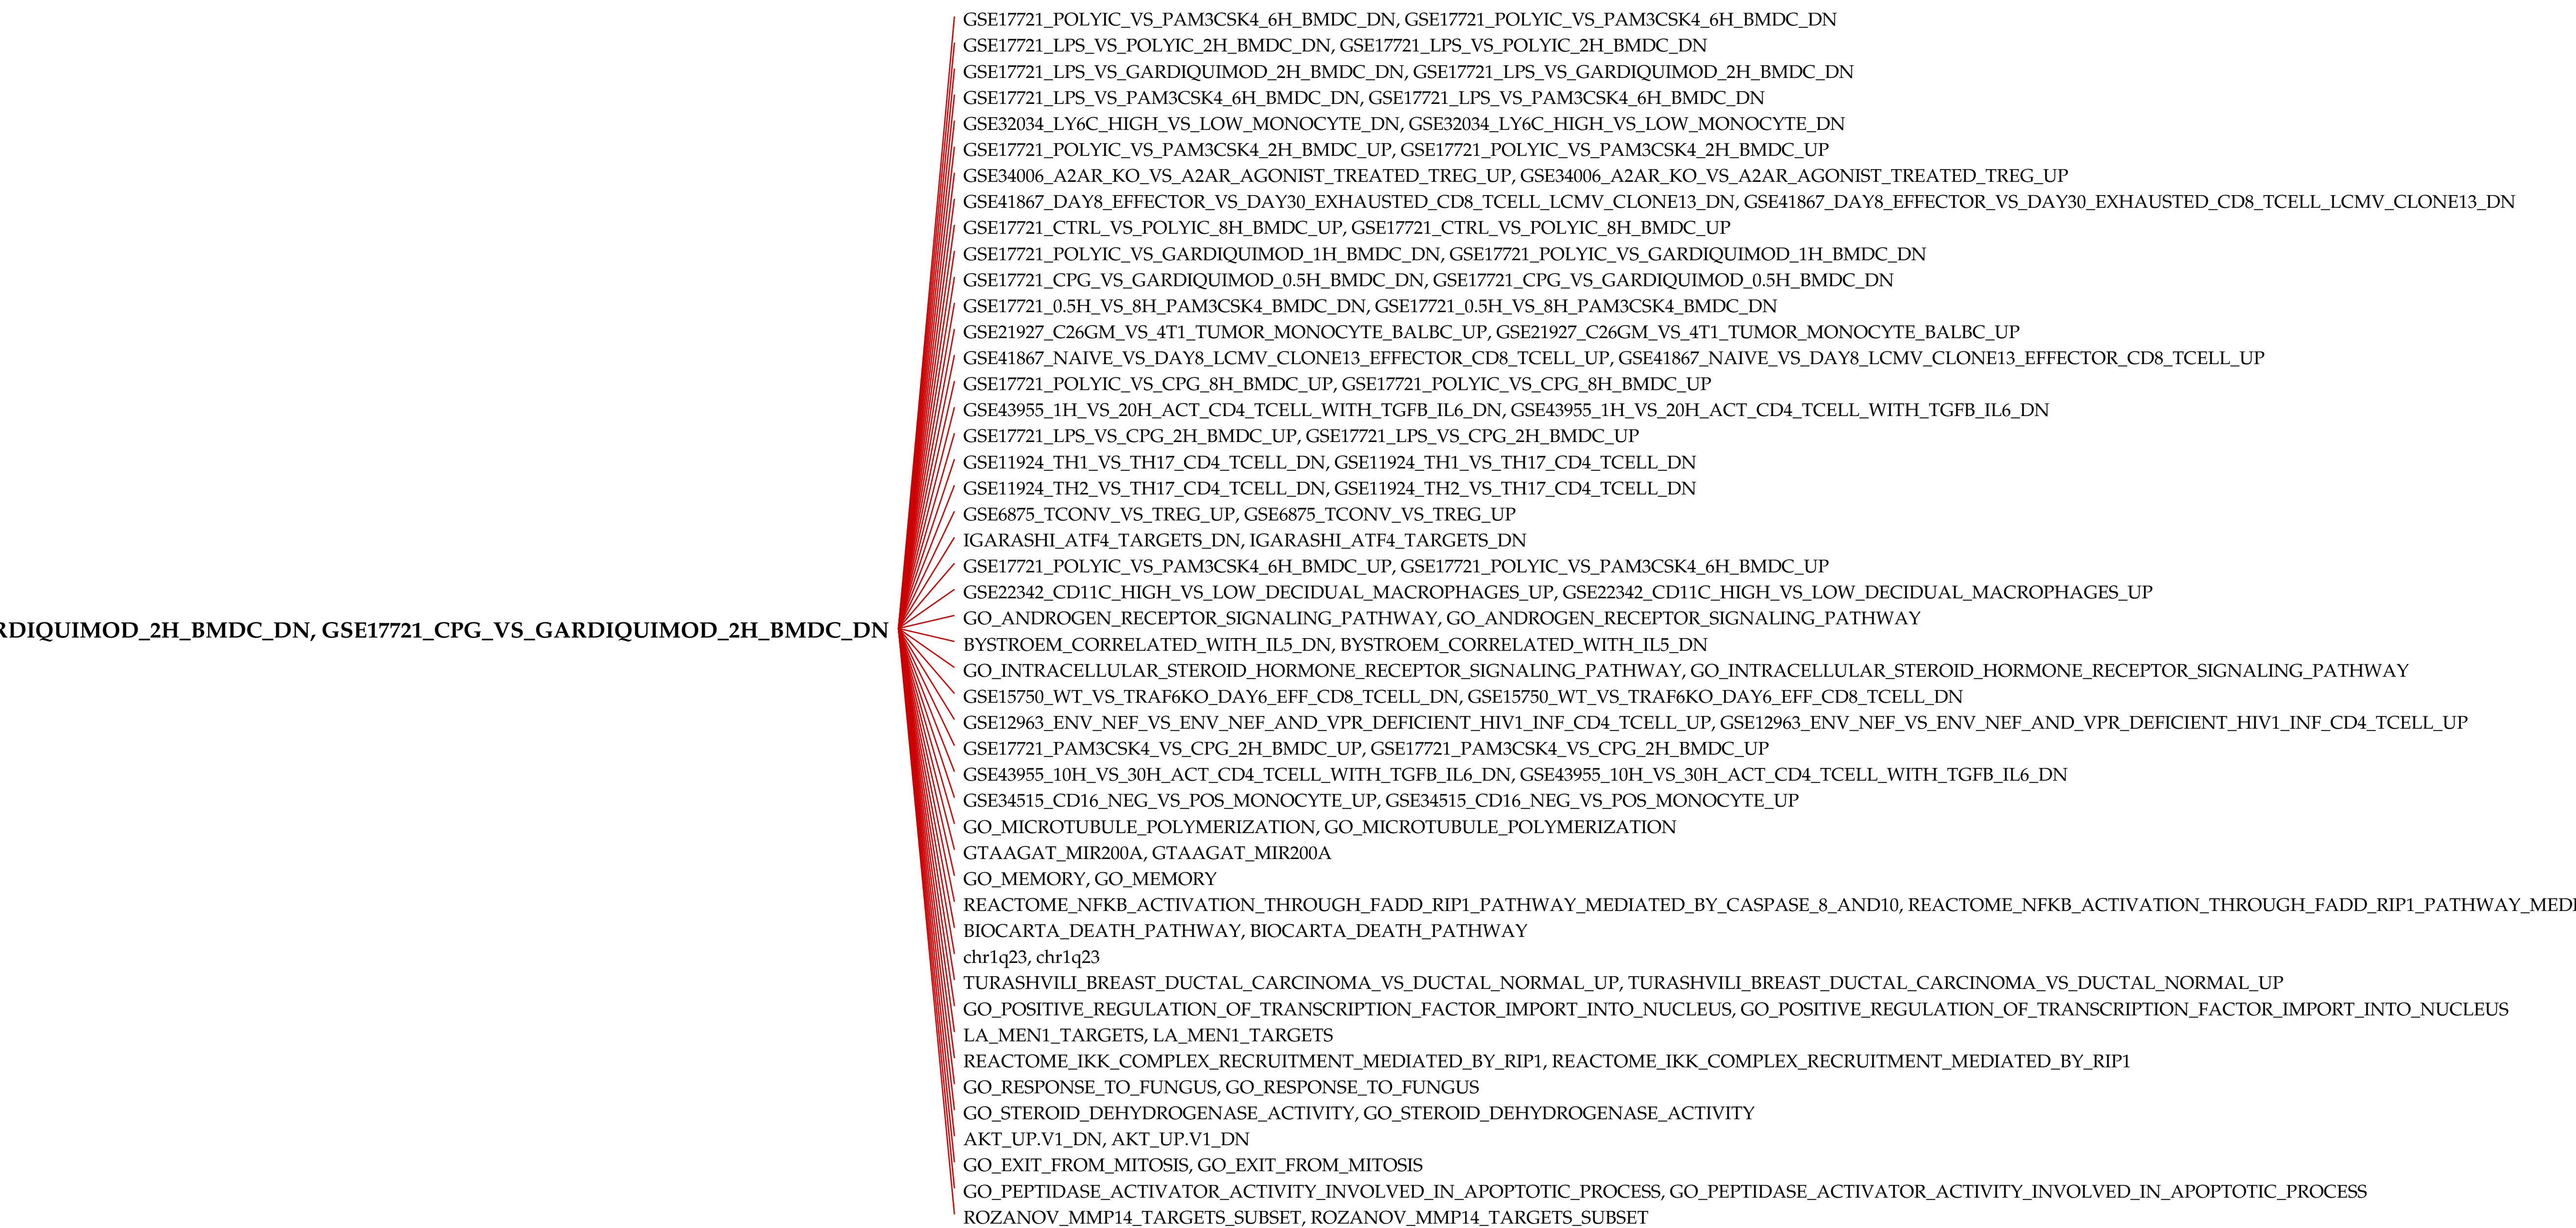 GSE17721_POLYIC_VS_PAM3CSK4_6H_BMDC_DN, GSE17721_POLYIC_VS_PAM3CSK4_6H_BMDC_DN
GSE17721_LPS_VS_POLYIC_2H_BMDC_DN, GSE17721_LPS_VS_POLYIC_2H_BMDC_DN
GSE17721_LPS_VS_GARDIQUIMOD_2H_BMDC_DN, GSE17721_LPS_VS_GARDIQUIMOD_2H_BMDC_DN
GSE17721_LPS_VS_PAM3CSK4_6H_BMDC_DN, GSE17721_LPS_VS_PAM3CSK4_6H_BMDC_DN
GSE32034_LY6C_HIGH_VS_LOW_MONOCYTE_DN, GSE32034_LY6C_HIGH_VS_LOW_MONOCYTE_DN
GSE17721_POLYIC_VS_PAM3CSK4_2H_BMDC_UP, GSE17721_POLYIC_VS_PAM3CSK4_2H_BMDC_UP
GSE34006_A2AR_KO_VS_A2AR_AGONIST_TREATED_TREG_UP, GSE34006_A2AR_KO_VS_A2AR_AGONIST_TREATED_TREG_UP
GSE41867_DAY8_EFFECTOR_VS_DAY30_EXHAUSTED_CD8_TCELL_LCMV_CLONE13_DN, GSE41867_DAY8_EFFECTOR_VS_DAY30_EXHAUSTED_CD8_TCELL_LCMV_CLONE13_DN
GSE17721_CTRL_VS_POLYIC_8H_BMDC_UP, GSE17721_CTRL_VS_POLYIC_8H_BMDC_UP
GSE17721_POLYIC_VS_GARDIQUIMOD_1H_BMDC_DN, GSE17721_POLYIC_VS_GARDIQUIMOD_1H_BMDC_DN
GSE17721_CPG_VS_GARDIQUIMOD_0.5H_BMDC_DN, GSE17721_CPG_VS_GARDIQUIMOD_0.5H_BMDC_DN
GSE17721_0.5H_VS_8H_PAM3CSK4_BMDC_DN, GSE17721_0.5H_VS_8H_PAM3CSK4_BMDC_DN
GSE21927_C26GM_VS_4T1_TUMOR_MONOCYTE_BALBC_UP, GSE21927_C26GM_VS_4T1_TUMOR_MONOCYTE_BALBC_UP
GSE41867_NAIVE_VS_DAY8_LCMV_CLONE13_EFFECTOR_CD8_TCELL_UP, GSE41867_NAIVE_VS_DAY8_LCMV_CLONE13_EFFECTOR_CD8_TCELL_UP
GSE17721_POLYIC_VS_CPG_8H_BMDC_UP, GSE17721_POLYIC_VS_CPG_8H_BMDC_UP
GSE43955_1H_VS_20H_ACT_CD4_TCELL_WITH_TGFB_IL6_DN, GSE43955_1H_VS_20H_ACT_CD4_TCELL_WITH_TGFB_IL6_DN
GSE17721_LPS_VS_CPG_2H_BMDC_UP, GSE17721_LPS_VS_CPG_2H_BMDC_UP
GSE11924_TH1_VS_TH17_CD4_TCELL_DN, GSE11924_TH1_VS_TH17_CD4_TCELL_DN
GSE11924_TH2_VS_TH17_CD4_TCELL_DN, GSE11924_TH2_VS_TH17_CD4_TCELL_DN
GSE6875_TCONV_VS_TREG_UP, GSE6875_TCONV_VS_TREG_UP
IGARASHI_ATF4_TARGETS_DN, IGARASHI_ATF4_TARGETS_DN
GSE17721_POLYIC_VS_PAM3CSK4_6H_BMDC_UP, GSE17721_POLYIC_VS_PAM3CSK4_6H_BMDC_UP
GSE22342_CD11C_HIGH_VS_LOW_DECIDUAL_MACROPHAGES_UP, GSE22342_CD11C_HIGH_VS_LOW_DECIDUAL_MACROPHAGES_UP
GO_ANDROGEN_RECEPTOR_SIGNALING_PATHWAY, GO_ANDROGEN_RECEPTOR_SIGNALING_PATHWAY
RDIQUIMOD_2H_BMDC_DN, GSE17721_CPG_VS_GARDIQUIMOD_2H_BMDC_DN
BYSTROEM_CORRELATED_WITH_IL5_DN, BYSTROEM_CORRELATED_WITH_IL5_DN
GO_INTRACELLULAR_STEROID_HORMONE_RECEPTOR_SIGNALING_PATHWAY, GO_INTRACELLULAR_STEROID_HORMONE_RECEPTOR_SIGNALING_PATHWAY
GSE15750_WT_VS_TRAF6KO_DAY6_EFF_CD8_TCELL_DN, GSE15750_WT_VS_TRAF6KO_DAY6_EFF_CD8_TCELL_DN
GSE12963_ENV_NEF_VS_ENV_NEF_AND_VPR_DEFICIENT_HIV1_INF_CD4_TCELL_UP, GSE12963_ENV_NEF_VS_ENV_NEF_AND_VPR_DEFICIENT_HIV1_INF_CD4_TCELL_UP
GSE17721_PAM3CSK4_VS_CPG_2H_BMDC_UP, GSE17721_PAM3CSK4_VS_CPG_2H_BMDC_UP
GSE43955_10H_VS_30H_ACT_CD4_TCELL_WITH_TGFB_IL6_DN, GSE43955_10H_VS_30H_ACT_CD4_TCELL_WITH_TGFB_IL6_DN
GSE34515_CD16_NEG_VS_POS_MONOCYTE_UP, GSE34515_CD16_NEG_VS_POS_MONOCYTE_UP
GO_MICROTUBULE_POLYMERIZATION, GO_MICROTUBULE_POLYMERIZATION
GTAAGAT_MIR200A, GTAAGAT_MIR200A
GO_MEMORY, GO_MEMORY
REACTOME_NFKB_ACTIVATION_THROUGH_FADD_RIP1_PATHWAY_MEDIATED_BY_CASPASE_8_AND10, REACTOME_NFKB_ACTIVATION_THROUGH_FADD_RIP1_PATHWAY_MEDI
BIOCARTA_DEATH_PATHWAY, BIOCARTA_DEATH_PATHWAY
chr1q23, chr1q23
TURASHVILI_BREAST_DUCTAL_CARCINOMA_VS_DUCTAL_NORMAL_UP, TURASHVILI_BREAST_DUCTAL_CARCINOMA_VS_DUCTAL_NORMAL_UP
GO_POSITIVE_REGULATION_OF_TRANSCRIPTION_FACTOR_IMPORT_INTO_NUCLEUS, GO_POSITIVE_REGULATION_OF_TRANSCRIPTION_FACTOR_IMPORT_INTO_NUCLEUS
LA_MEN1_TARGETS, LA_MEN1_TARGETS
REACTOME_IKK_COMPLEX_RECRUITMENT_MEDIATED_BY_RIP1, REACTOME_IKK_COMPLEX_RECRUITMENT_MEDIATED_BY_RIP1
GO_RESPONSE_TO_FUNGUS, GO_RESPONSE_TO_FUNGUS
GO_STEROID_DEHYDROGENASE_ACTIVITY, GO_STEROID_DEHYDROGENASE_ACTIVITY
AKT_UP.V1_DN, AKT_UP.V1_DN
GO_EXIT_FROM_MITOSIS, GO_EXIT_FROM_MITOSIS
GO_PEPTIDASE_ACTIVATOR_ACTIVITY_INVOLVED_IN_APOPTOTIC_PROCESS, GO_PEPTIDASE_ACTIVATOR_ACTIVITY_INVOLVED_IN_APOPTOTIC_PROCESS
ROZANOV_MMP14_TARGETS_SUBSET, ROZANOV_MMP14_TARGETS_SUBSET